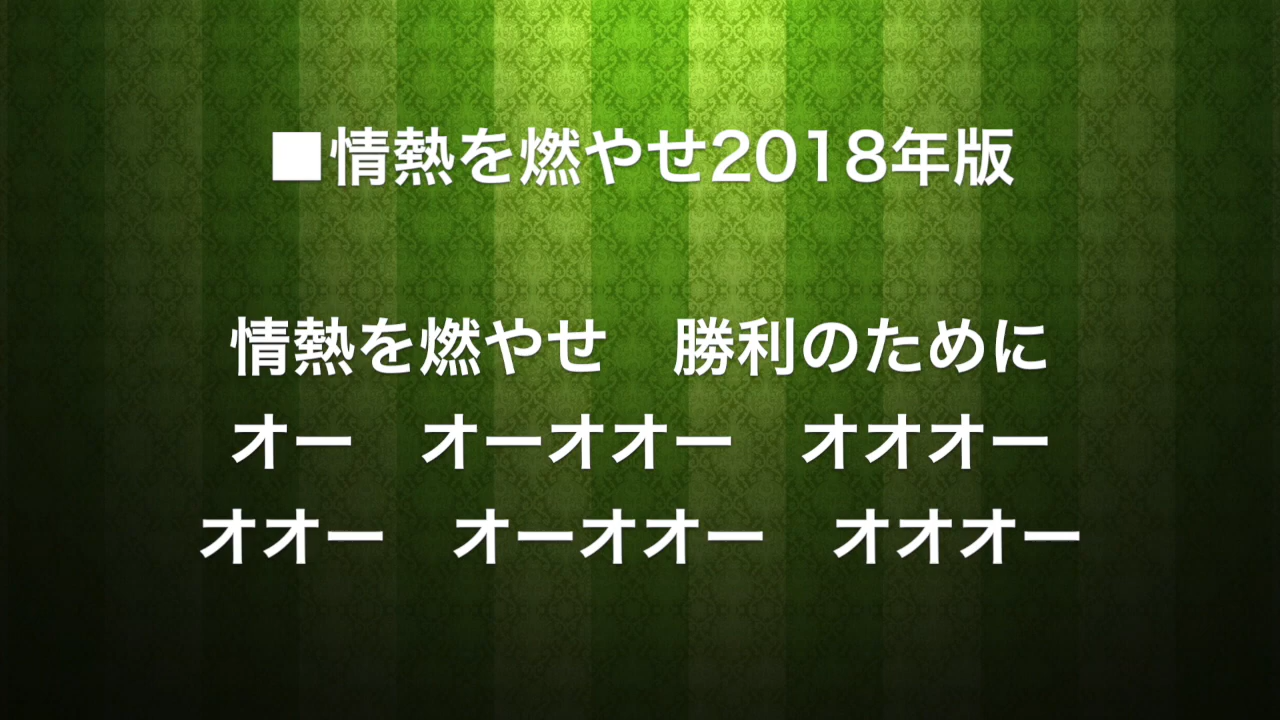 ■情熱を燃やせ2018年版
情熱を燃やせ　勝利のために
オー　オーオオー　オオオー
オオー　オーオオー　オオオー